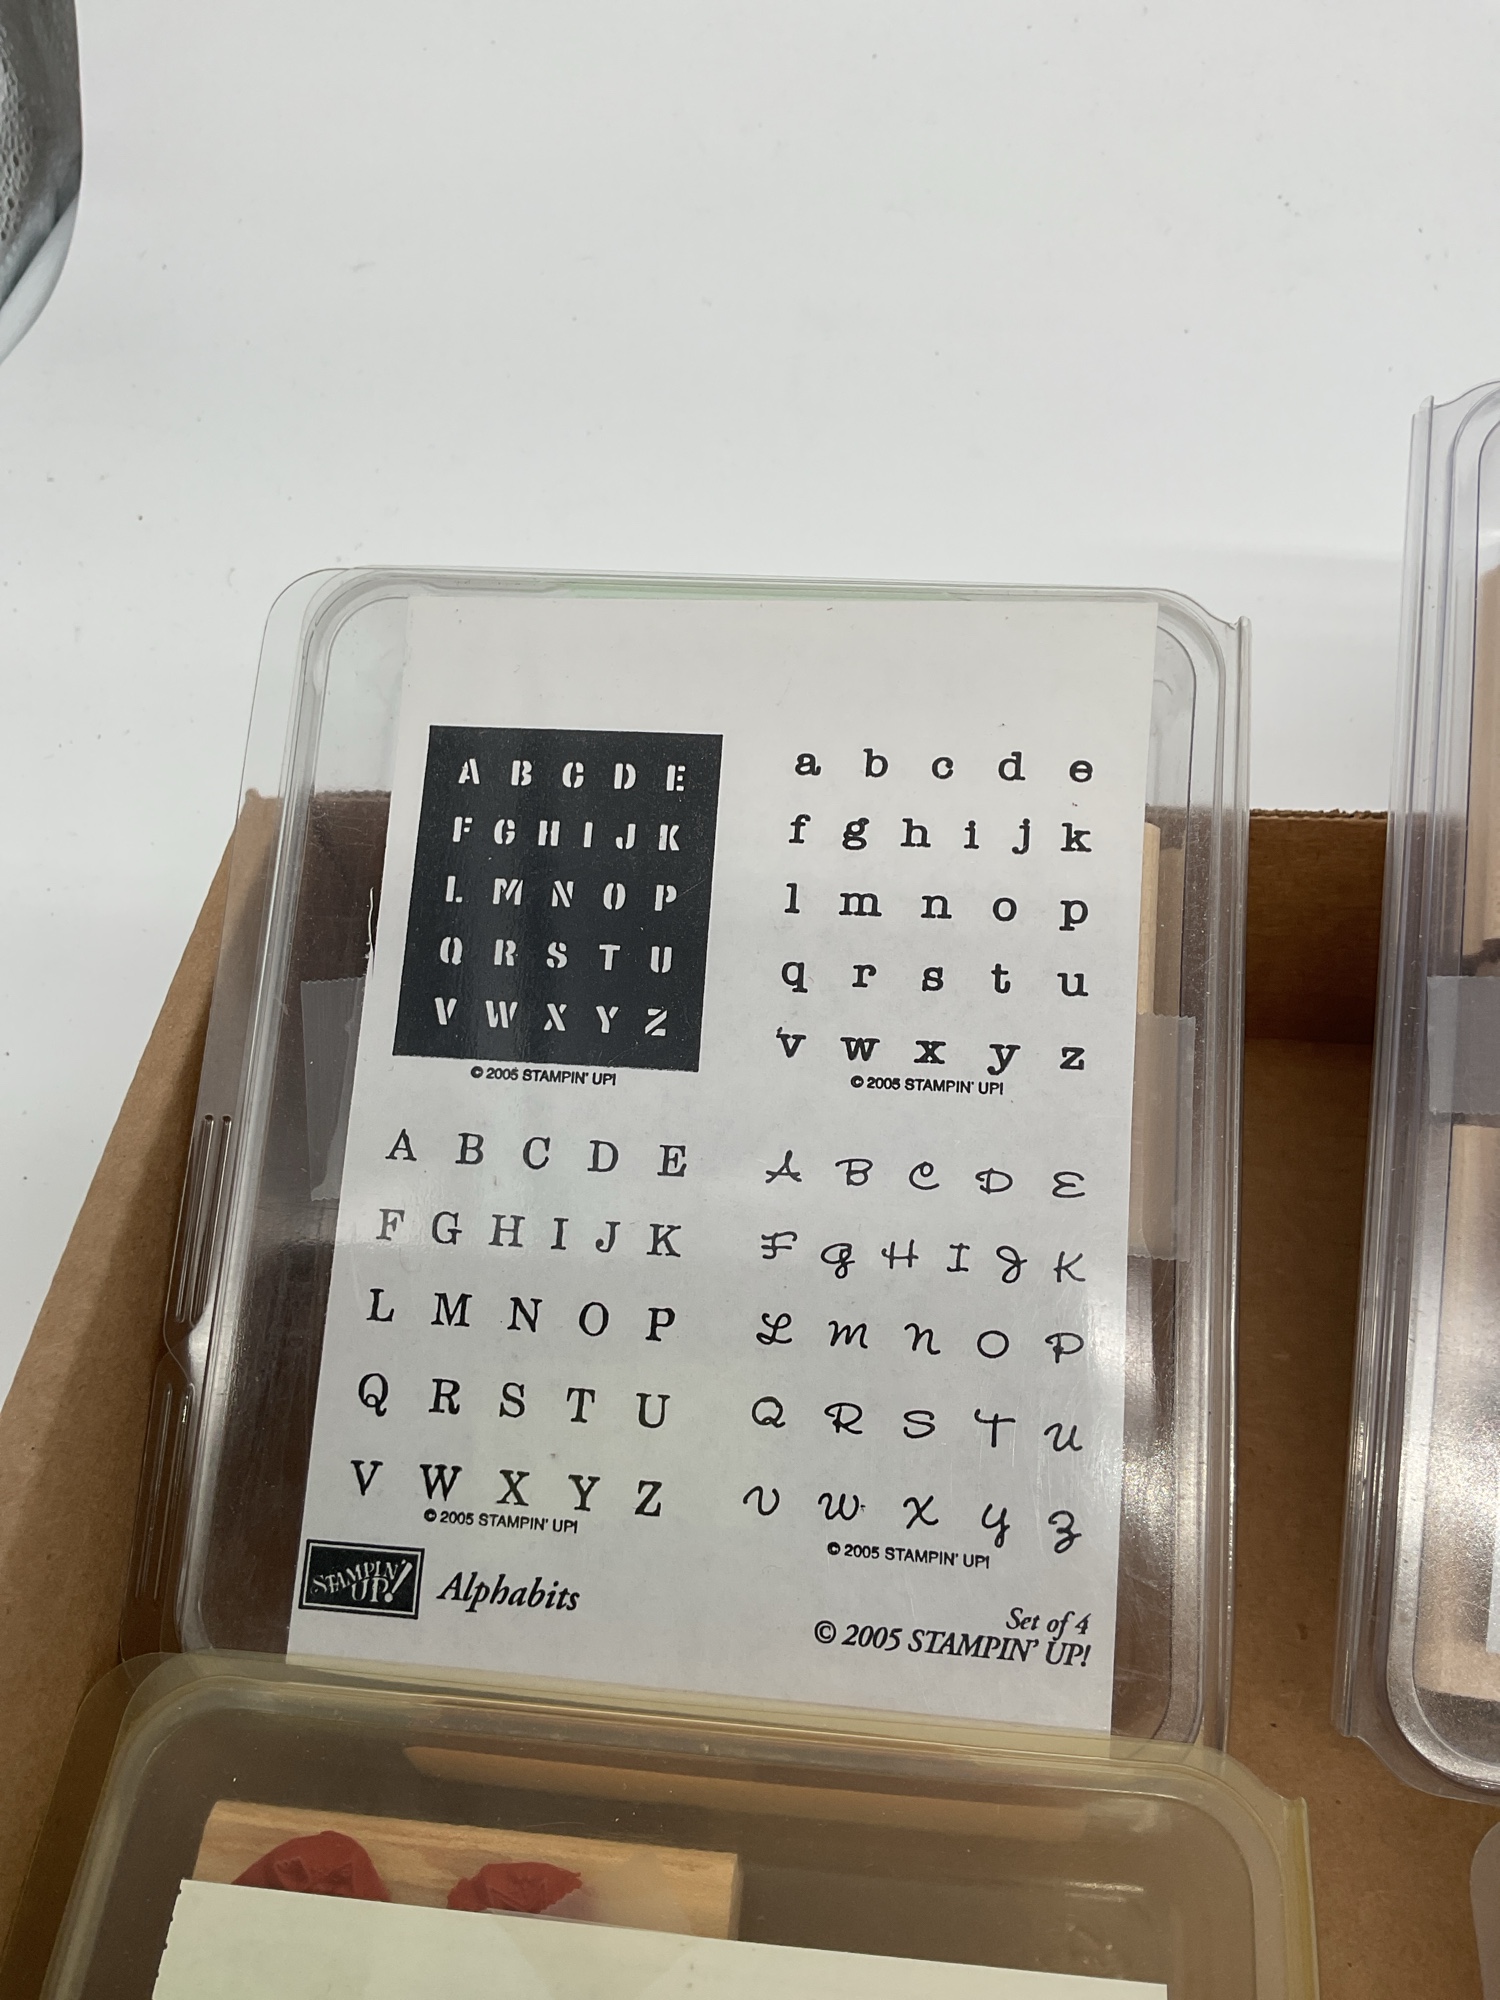 A B C D E
F G H I J K
L M N O P
Q R S T U
V W X Y Z
© 2005 STAMPIN' UP!
a b c d e
f g h i j k
l m n o p
q r s t u
v w x y z
© 2005 STAMPIN' UP!
A B C D E
F G H I J K
L M N O P
Q R S T U
V W X Y Z
© 2005 STAMPIN' UP!
A B C D E
F G H I J K
L M N O P
Q R S T U
V W X Y Z
© 2005 STAMPIN' UP!
STAMPIN'
UP!
Alphabits
Set of 4
© 2005 STAMPIN' UP!